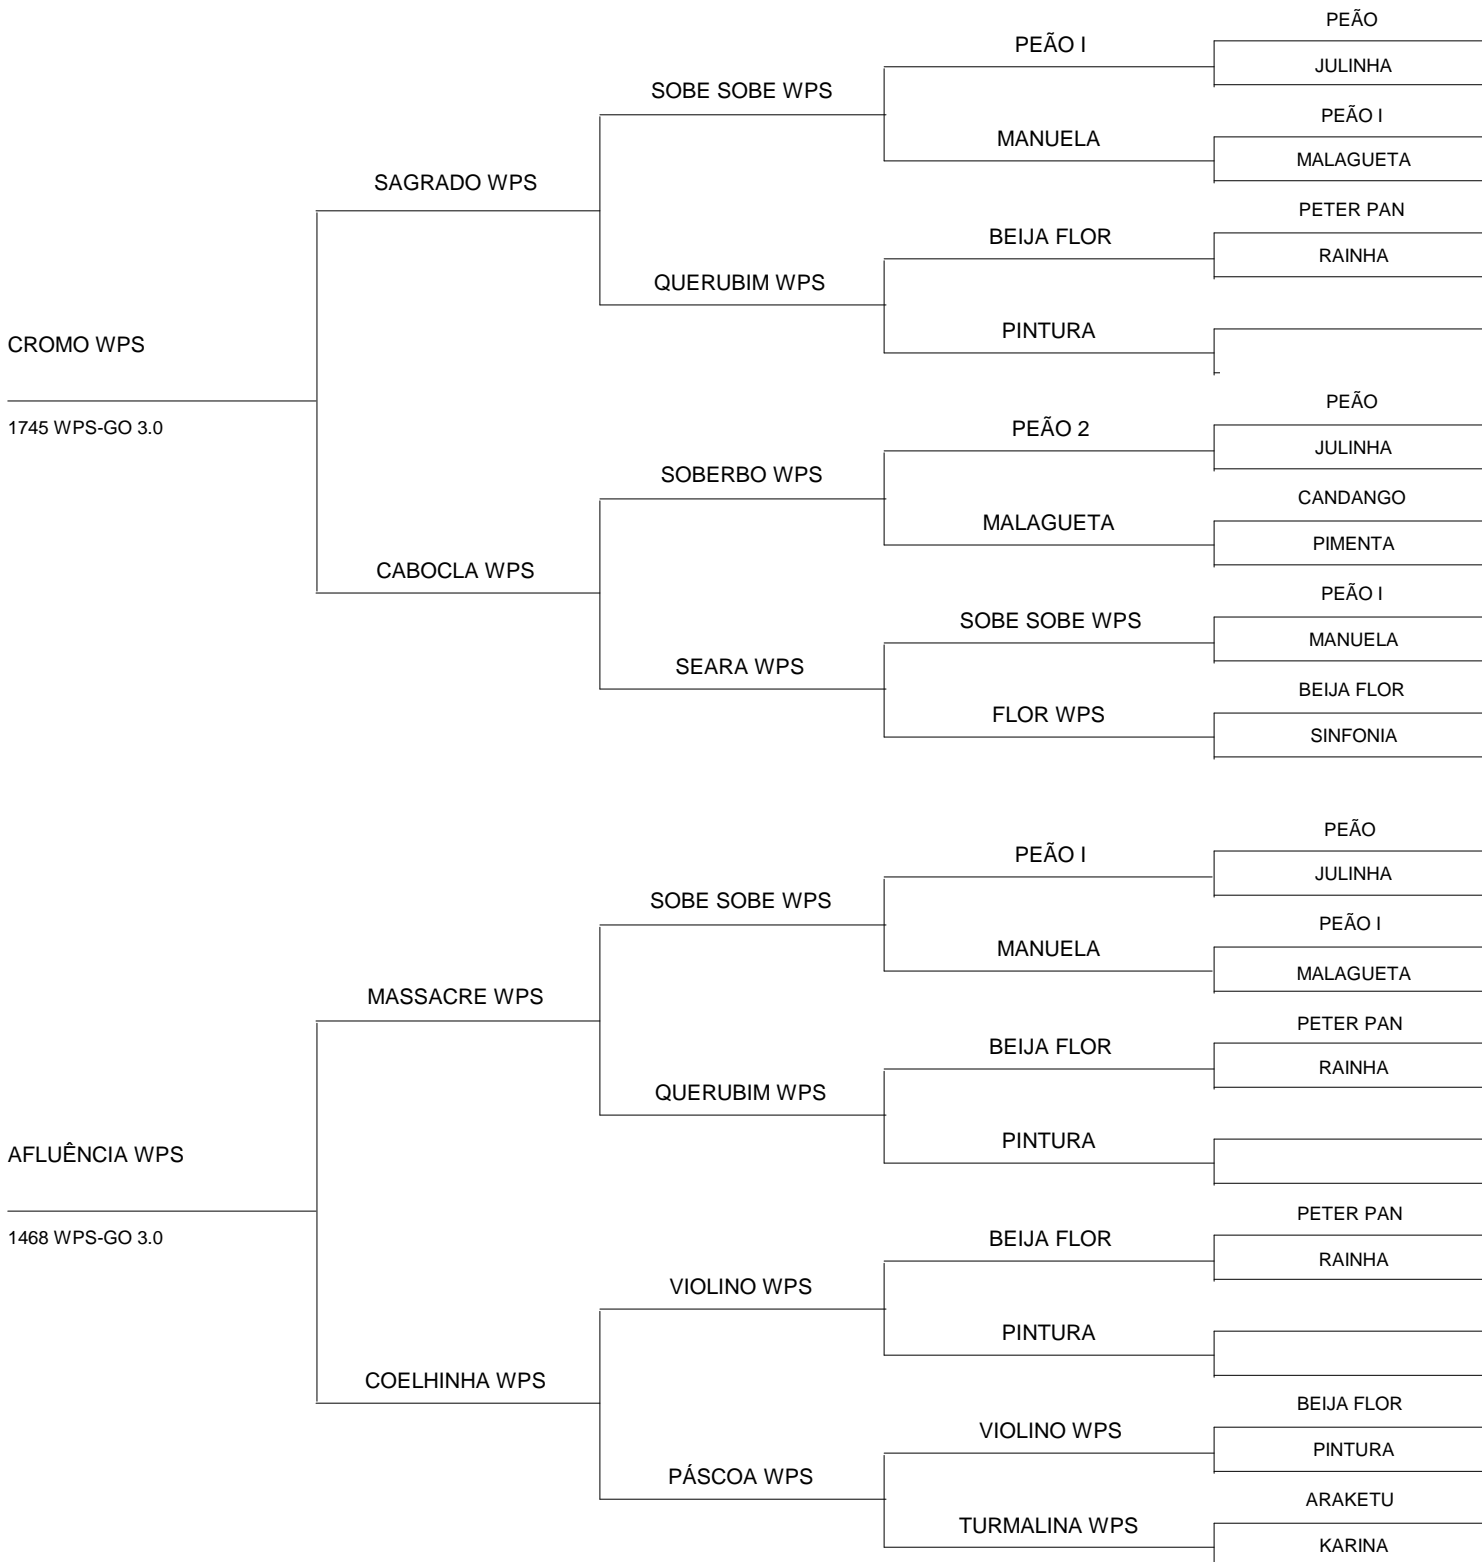 PEÃO
PEÃO I
JULINHA
SOBE SOBE WPS
PEÃO I
MANUELA
MALAGUETA
SAGRADO WPS
PETER PAN
BEIJA FLOR
RAINHA
QUERUBIM WPS
PINTURA
CROMO WPS
PEÃO
1745 WPS-GO 3.0
PEÃO 2
JULINHA
SOBERBO WPS
CANDANGO
MALAGUETA
PIMENTA
CABOCLA WPS
PEÃO I
SOBE SOBE WPS
MANUELA
SEARA WPS
BEIJA FLOR
FLOR WPS
SINFONIA
PEÃO
PEÃO I
JULINHA
SOBE SOBE WPS
PEÃO I
MANUELA
MALAGUETA
MASSACRE WPS
PETER PAN
BEIJA FLOR
RAINHA
QUERUBIM WPS
PINTURA
AFLUÊNCIA WPS
PETER PAN
1468 WPS-GO 3.0
BEIJA FLOR
RAINHA
VIOLINO WPS
PINTURA
COELHINHA WPS
BEIJA FLOR
VIOLINO WPS
PINTURA
PÁSCOA WPS
ARAKETU
TURMALINA WPS
KARINA